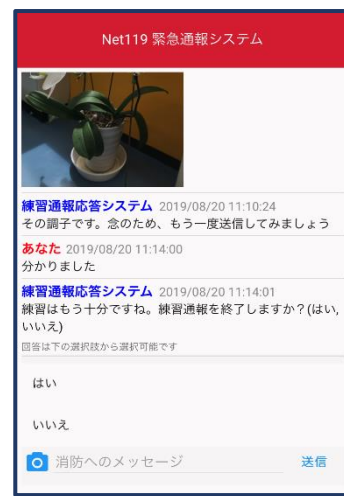 Net119 緊急通報システム
練習通報応答システム 2019/08/20 11:10:24
その調子です。念のため、もう一度送信してみましょう
あなた 2019/08/20 11:14:00
分かりました
練習通報応答システム 2019/08/20 11:14:01
練習はもう十分ですね。練習通報を終了しますか?(はい,
いいえ)
回答は下の選択肢から選択可能です
はい
いいえ
消防へのメッセージ 送信